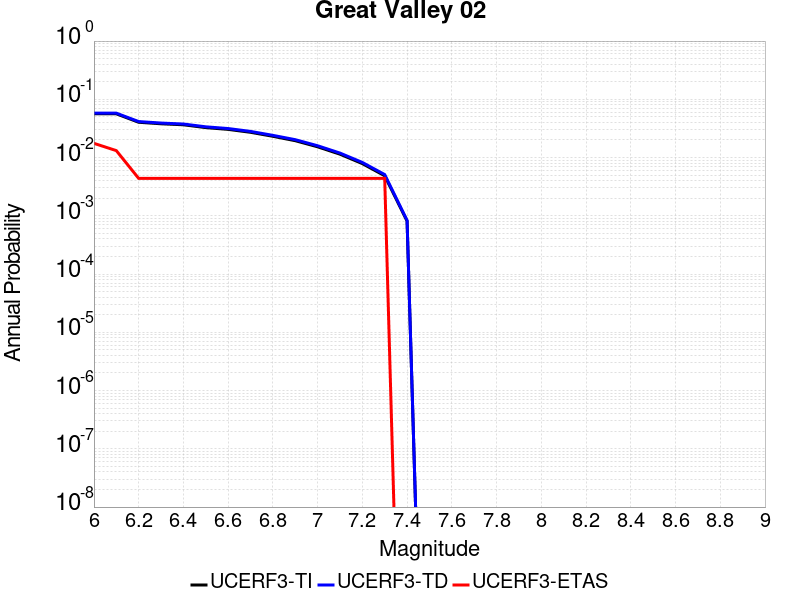 Great Valley 02
10^0
10^-1
10^-2
10^-3
10^-4
10^-5
10^-6
10^-7
10^-8
Annual Probability
6 6.2 6.4 6.6 6.8 7 7.2 7.4 7.6 7.8 8 8.2 8.4 8.6 8.8 9
Magnitude
UCERF3-TI UCERF3-TD UCERF3-ETAS